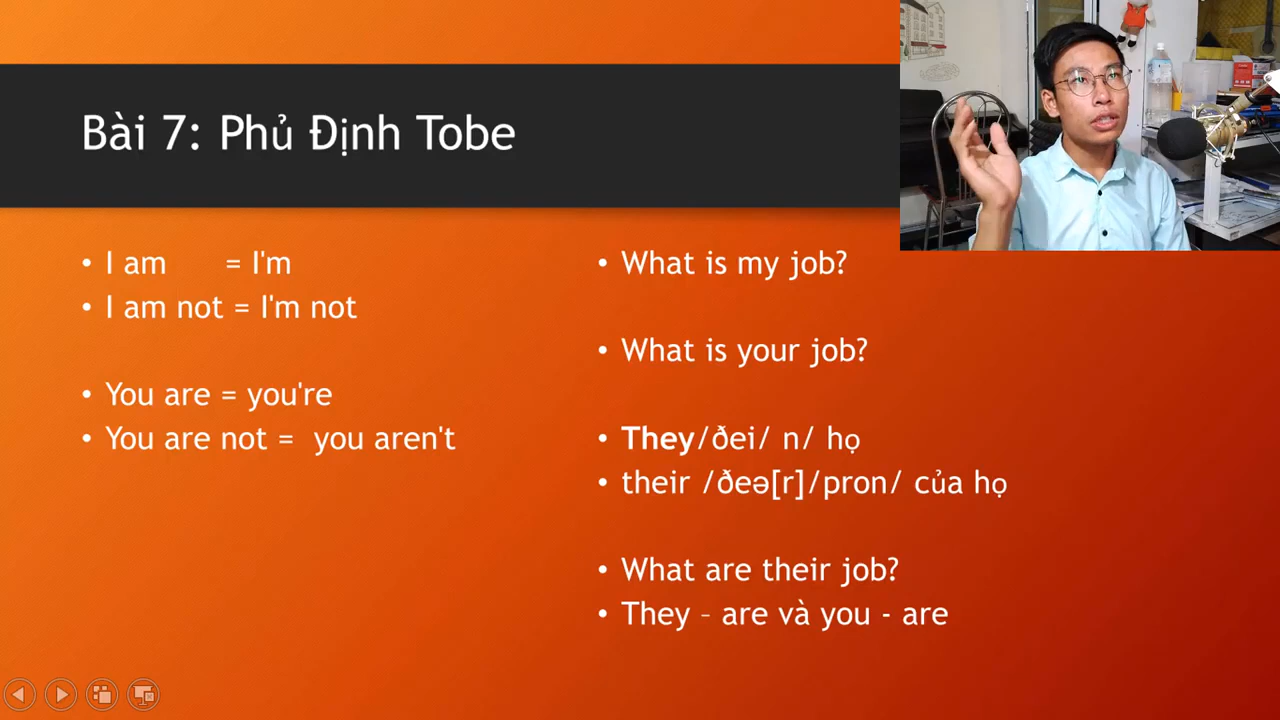 Bài 7: Phủ Định Tobe
• I am = I'm
• I am not = I'm not
• You are = you're
• You are not = you aren't
• What is my job?
• What is your job?
• They/ðei/ n/ họ
• their /ðeə[r]/pron/ của họ
• What are their job?
• They – are và you - are